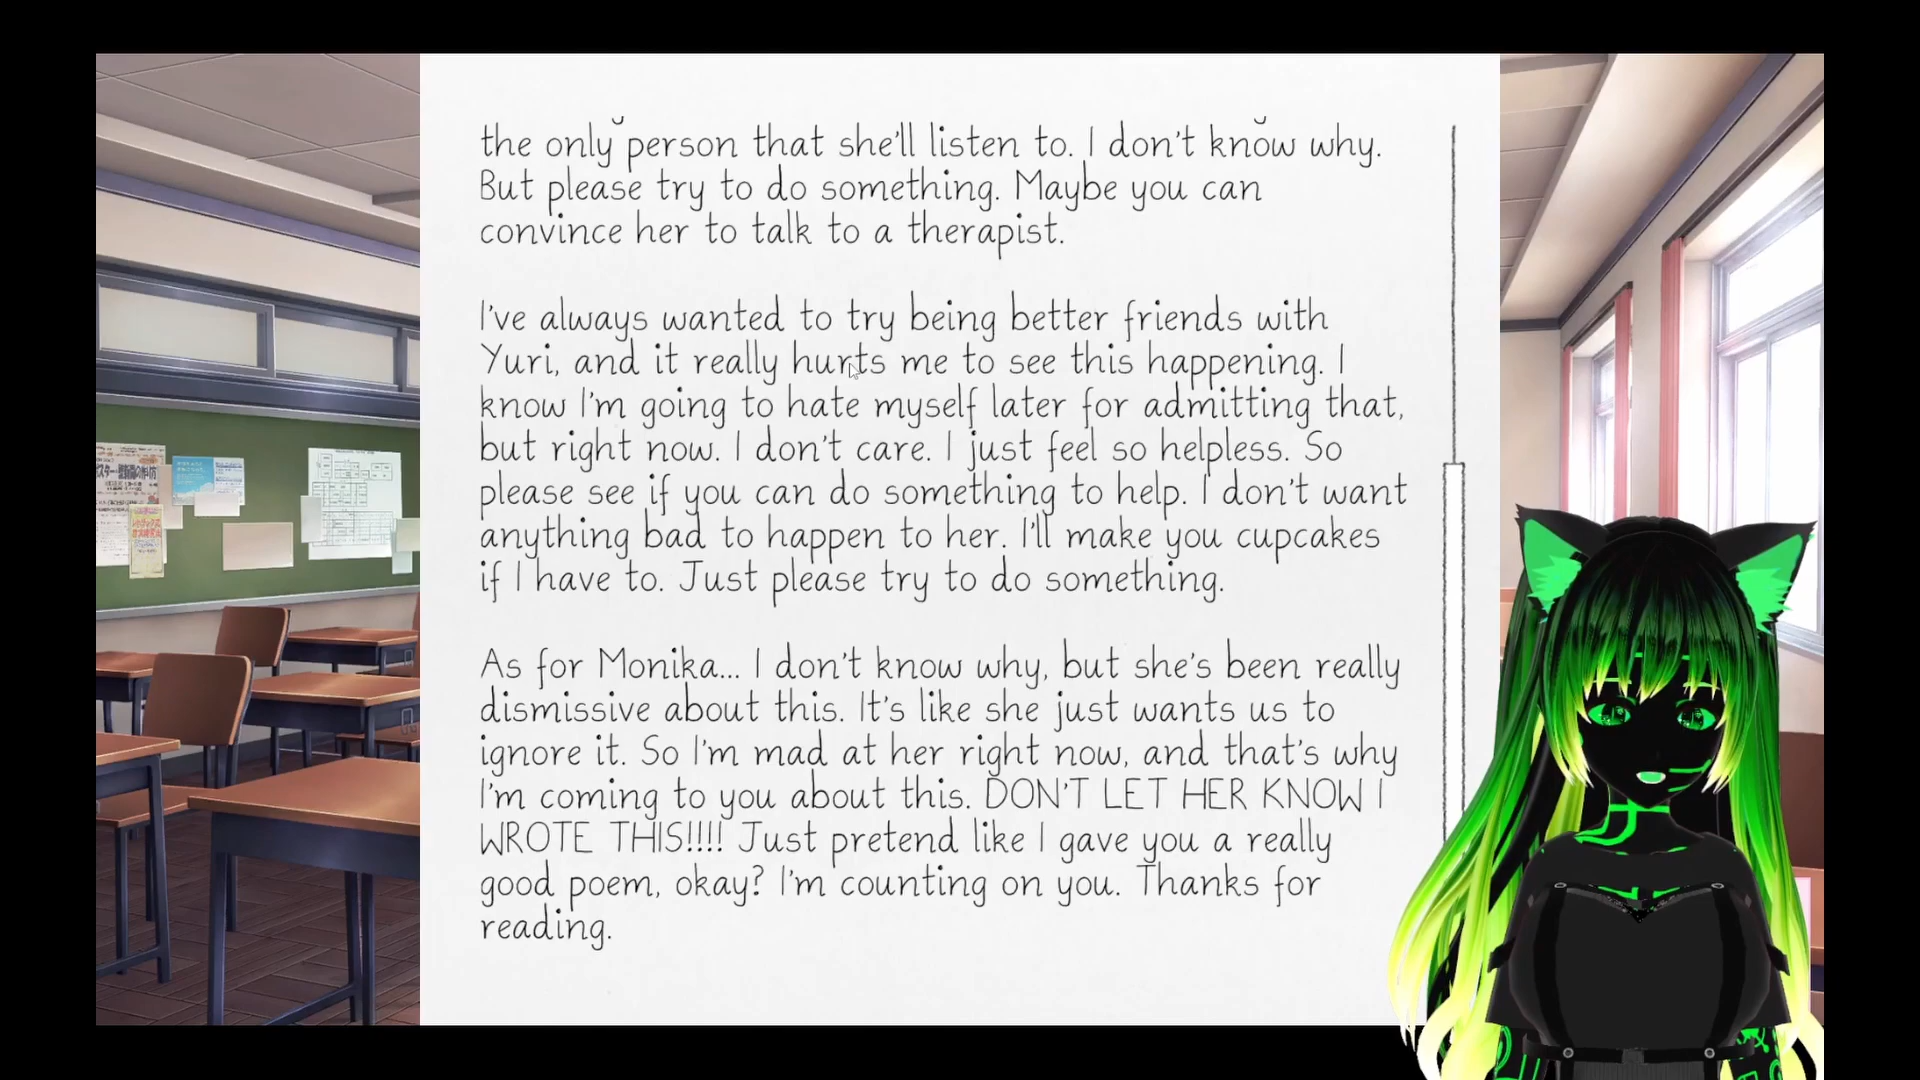 the only person that she'll listen to. I don't know why.
But please try to do something. Maybe you can
convince her to talk to a therapist.
I've always wanted to try being better friends with
Yuri, and it really hurts me to see this happening. I
know I'm going to hate myself later for admitting that,
but right now. I don't care. I just feel so helpless. So
please see if you can do something to help. I don't want
anything bad to happen to her. I'll make you cupcakes
if I have to. Just please try to do something.
As for Monika... I don't know why, but she's been really
dismissive about this. It's like she just wants us to
ignore it. So I'm mad at her right now, and that's why
I'm coming to you about this. DON'T LET HER KNOW I
WROTE THIS!!!! Just pretend like I gave you a really
good poem, okay? I'm counting on you. Thanks for
reading.